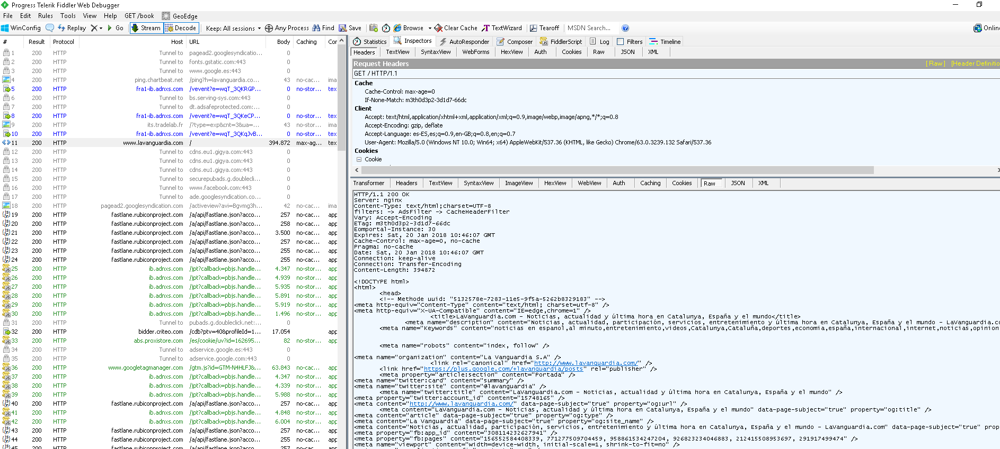 Progress Telerik Fiddler Web Debugger
File Edit Rules Tools View Help GET /book GeoEdge
WinConfig Replay Go Stream Decode Keep: All sessions Any Process Find Save Browse Clear Cache TextWizard Tearoff MSDN Search... Online
# Result Protocol Host URL Body Caching Cor
1 200 HTTP Tunnel to pagead2.googlesyndicatio... 0
2 200 HTTP Tunnel to fonts.gstatic.com:443 0
3 200 HTTP Tunnel to www.google.es:443 0
4 200 HTTP ping.chartbeat.net /ping?h=lavanguardia.co... 43 no-cac... ima
5 200 HTTP fra1-ib.adnxs.com /vevent?e=wqT_3QKRGP... 0 no-stor... tex
6 200 HTTP Tunnel to bs.serving-sys.com:443 0
7 200 HTTP Tunnel to dt.adsafeprotected.com:... 0
8 200 HTTP fra1-ib.adnxs.com /vevent?e=wqT_3QKeCP... 0 no-stor... tex
9 200 HTTP its.tradelab.fr /?type=exp&cnt=3&ua=... 43 no-cac... ima
10 200 HTTP fra1-ib.adnxs.com /vevent?e=wqT_3QKqJvB... 0 no-stor... tex
11 200 HTTP www.lavanguardia.com / 394.872 max-ag... tex
12 200 HTTP Tunnel to cdns.eu1.gigya.com:443 0
13 200 HTTP Tunnel to cdns.eu1.gigya.com:443 0
14 200 HTTP Tunnel to cdns.eu1.gigya.com:443 0
15 200 HTTP Tunnel to securepubads.g.doublecli... 0
16 200 HTTP Tunnel to www.facebook.com:443 0
17 200 HTTP Tunnel to ade.googlesyndication.co... 0
18 200 HTTP pagead2.googlesyndication.com /activeview?avi=Bgvmg3h... 42 no-cac... ima
19 200 HTTP fastlane.rubiconproject.com /a/api/fastlane.json?acco... 257 no-cac... app
20 200 HTTP fastlane.rubiconproject.com /a/api/fastlane.json?acco... 258 no-cac... app
21 200 HTTP fastlane.rubiconproject.com /a/api/fastlane.json?acco... 3.500 no-cac... app
22 200 HTTP fastlane.rubiconproject.com /a/api/fastlane.json?acco... 257 no-cac... app
23 200 HTTP fastlane.rubiconproject.com /a/api/fastlane.json?acco... 255 no-cac... app
24 200 HTTP fastlane.rubiconproject.com /a/api/fastlane.json?acco... 255 no-cac... app
25 200 HTTP ib.adnxs.com /jpt?callback=pbjs.handle... 4.347 no-stor... app
26 200 HTTP ib.adnxs.com /jpt?callback=pbjs.handle... 4.939 no-stor... app
27 200 HTTP ib.adnxs.com /jpt?callback=pbjs.handle... 5.935 no-stor... app
28 200 HTTP ib.adnxs.com /jpt?callback=pbjs.handle... 5.891 no-stor... app
29 200 HTTP ib.adnxs.com /jpt?callback=pbjs.handle... 5.919 no-stor... app
30 200 HTTP ib.adnxs.com /jpt?callback=pbjs.handle... 1.496 no-stor... app
31 200 HTTP Tunnel to pubads.g.doubleclick.net:... 0
32 200 HTTP bidder.criteo.com /cdb?ptv=40&profileId=1... 17.054 app
33 200 HTTP abs.proxistore.com /es/cookie/uv?id=162695... 82 no-stor... app
34 200 HTTP Tunnel to adservice.google.es:443 0
35 200 HTTP Tunnel to adservice.google.com:443 0
36 200 HTTP www.googletagmanager.com /gtm.js?id=GTM-N4HLFJ&... 63.843 no-cac... app
37 200 HTTP ib.adnxs.com /jpt?callback=pbjs.handle... 4.347 no-stor... app
38 200 HTTP ib.adnxs.com /jpt?callback=pbjs.handle... 4.339 no-stor... app
39 200 HTTP ib.adnxs.com /jpt?callback=pbjs.handle... 5.988 no-stor... app
40 200 HTTP fastlane.rubiconproject.com /a/api/fastlane.json?acco... 257 no-cac... app
41 200 HTTP ib.adnxs.com /jpt?callback=pbjs.handle... 4.848 no-stor... app
42 200 HTTP ib.adnxs.com /jpt?callback=pbjs.handle... 6.004 no-stor... app
43 200 HTTP fastlane.rubiconproject.com /a/api/fastlane.json?acco... 257 no-cac... app
44 200 HTTP fastlane.rubiconproject.com /a/api/fastlane.json?acco... 255 no-cac... app
45 200 HTTP fastlane.rubiconproject.com /a/api/fastlane.json?acco... 257 no-cac... app
Statistics Inspectors AutoResponder Composer FiddlerScript Log Filters Timeline
Headers TextView SyntaxView WebForms HexView Auth Cookies Raw JSON XML
Request Headers [ Raw ] [Header Definitio
GET / HTTP/1.1
Cache
Cache-Control: max-age=0
If-None-Match: m3th0d3p2-3d1d7-66dc
Client
Accept: text/html,application/xhtml+xml,application/xml;q=0.9,image/webp,image/apng,*/*;q=0.8
Accept-Encoding: gzip, deflate
Accept-Language: es-ES,es;q=0.9,en-GB;q=0.8,en;q=0.7
User-Agent: Mozilla/5.0 (Windows NT 10.0; Win64; x64) AppleWebKit/537.36 (KHTML, like Gecko) Chrome/63.0.3239.132 Safari/537.36
Cookies
Cookie
Transformer Headers TextView SyntaxView ImageView HexView WebView Auth Caching Cookies Raw JSON XML
HTTP/1.1 200 OK
Server: nginx
Content-Type: text/html;charset=UTF-8
filters: -> AdsFilter -> CacheHeaderFilter
Vary: Accept-Encoding
ETag: m3th0d3p2-3d1d7-66dc
Eomportal-Instance: 30
Expires: Sat, 20 Jan 2018 10:46:07 GMT
Cache-Control: max-age=0, no-cache
Pragma: no-cache
Date: Sat, 20 Jan 2018 10:46:07 GMT
Connection: keep-alive
Connection: Transfer-Encoding
Content-Length: 394872
<!DOCTYPE html>
<html>
<head>
<!-- Methode uuid: "5132578e-7283-11e5-9f5a-5262b8329183" -->
<meta http-equiv="Content-Type" content="text/html; charset=utf-8" />
<meta http-equiv="X-UA-Compatible" content="IE=edge,chrome=1" />
<title>LaVanguardia.com - Noticias, actualidad y última hora en Catalunya, España y el mundo</title>
<meta name="description" content="Noticias, actualidad, participación, servicios, entretenimiento y última hora en Catalunya, España y el mundo - LaVanguardia.co
<meta name="Keywords" content="noticias en espanol,al minuto,entretenimiento,videos,Catalunya,Cataluña,deportes,economia,españa,internacional,internet,noticias,opinion
<meta name="robots" content="index, follow" />
<meta name="organization" content="La Vanguardia S.A" />
<link rel="canonical" href="http://www.lavanguardia.com/" />
<link href="https://plus.google.com/+lavanguardia/posts" rel="publisher" />
<meta property="article:section" content="Portada" />
<meta name="twitter:card" content="summary" />
<meta name="twitter:site" content="@lavanguardia" />
<meta name="twitter:title" content="LaVanguardia.com - Noticias, actualidad y última hora en Catalunya, España y el mundo" />
<meta property="twitter:account_id" content="15748165" />
<meta content="http://www.lavanguardia.com/" data-page-subject="true" property="og:url" />
<meta content="LaVanguardia.com - Noticias, actualidad y última hora en Catalunya, España y el mundo" data-page-subject="true" property="og:title" />
<meta content="article" data-page-subject="true" property="og:type" />
<meta content="La Vanguardia" data-page-subject="true" property="og:site_name" />
<meta content="Noticias, actualidad, participación, servicios, entretenimiento y última hora en Catalunya, España y el mundo - LaVanguardia.com" data-page-subject="true" prop
<meta property="fb:app_id" content="308114232627941" />
<meta property="fb:pages" content="156552584408339, 771277509704459, 958861534247204, 926823234046883, 212415508953697, 291917499474" />
<meta name="viewport" content="width=device-width, initial-scale=1, shrink-to-fit=no" />